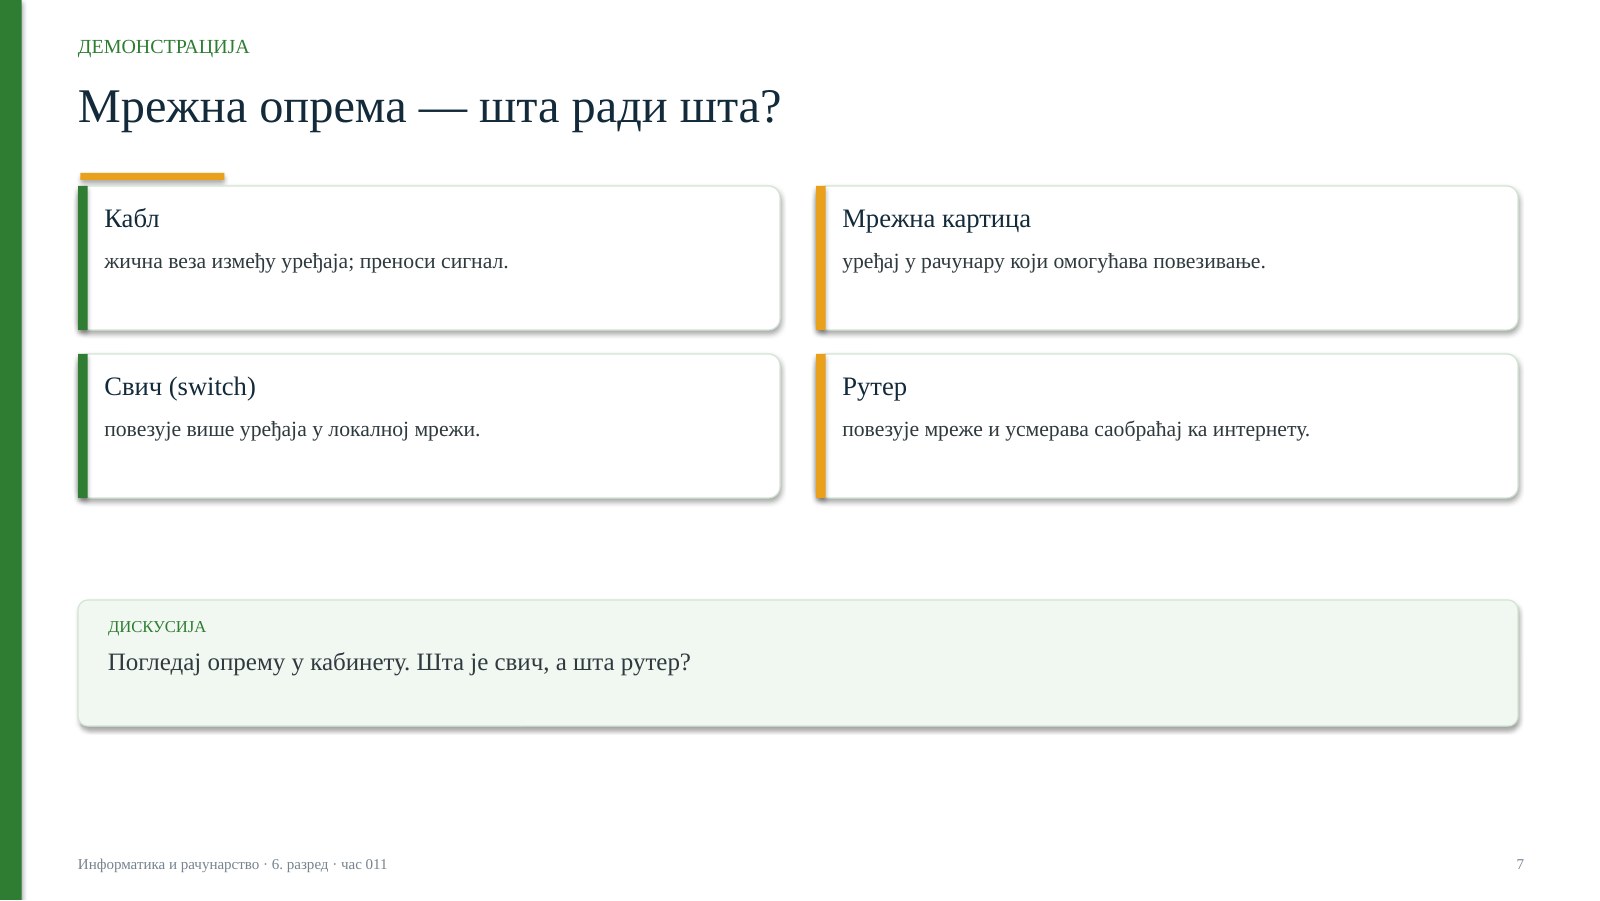 ДЕМОНСТРАЦИЈА
Мрежна опрема — шта ради шта?
Кабл
жична веза између уређаја; преноси сигнал.
Мрежна картица
уређај у рачунару који омогућава повезивање.
Свич (switch)
повезује више уређаја у локалној мрежи.
Рутер
повезује мреже и усмерава саобраћај ка интернету.
ДИСКУСИЈА
Погледај опрему у кабинету. Шта је свич, а шта рутер?
Информатика и рачунарство · 6. разред · час 011
7